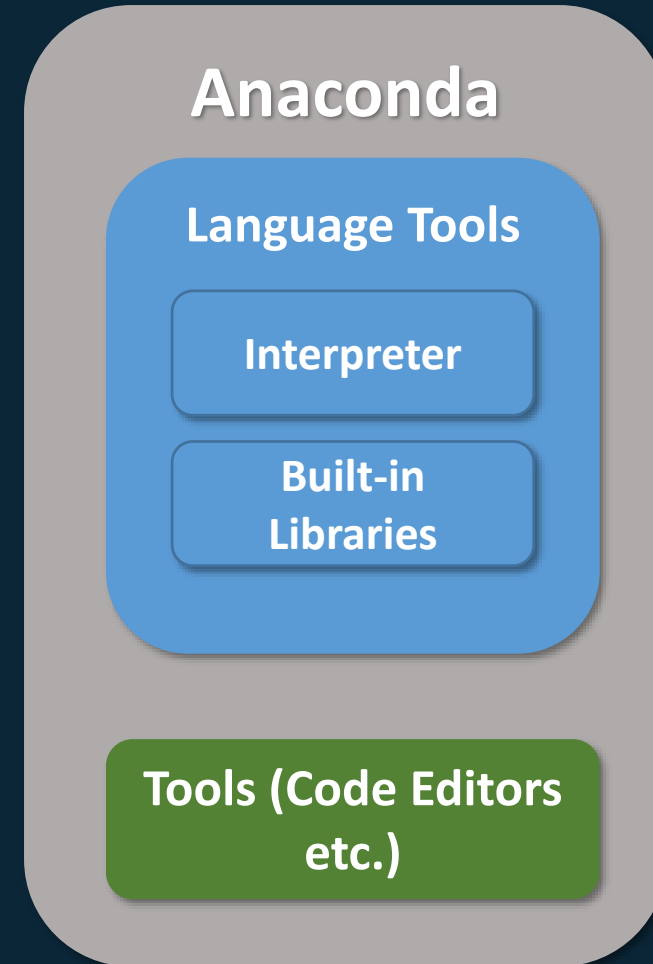 Anaconda
Language Tools
Interpreter
Built-in
Libraries
Tools (Code Editors
etc.)